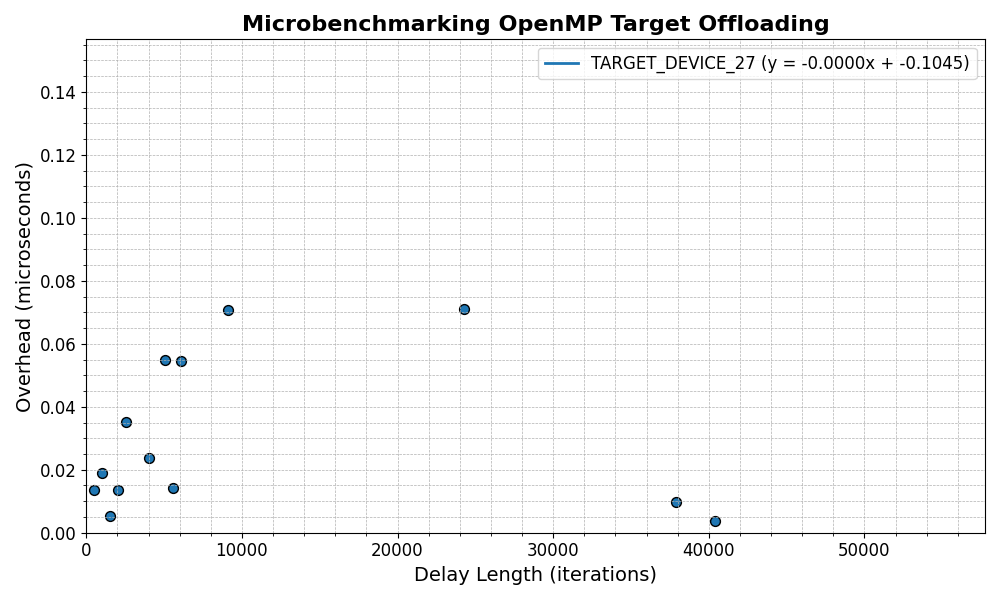 Microbenchmarking OpenMP Target Offloading
TARGET_DEVICE_27 (y = -0.0000x + -0.1045)
Overhead (microseconds)
0.14
0.12
0.10
0.08
0.06
0.04
0.02
0.00
0 10000 20000 30000 40000 50000
Delay Length (iterations)